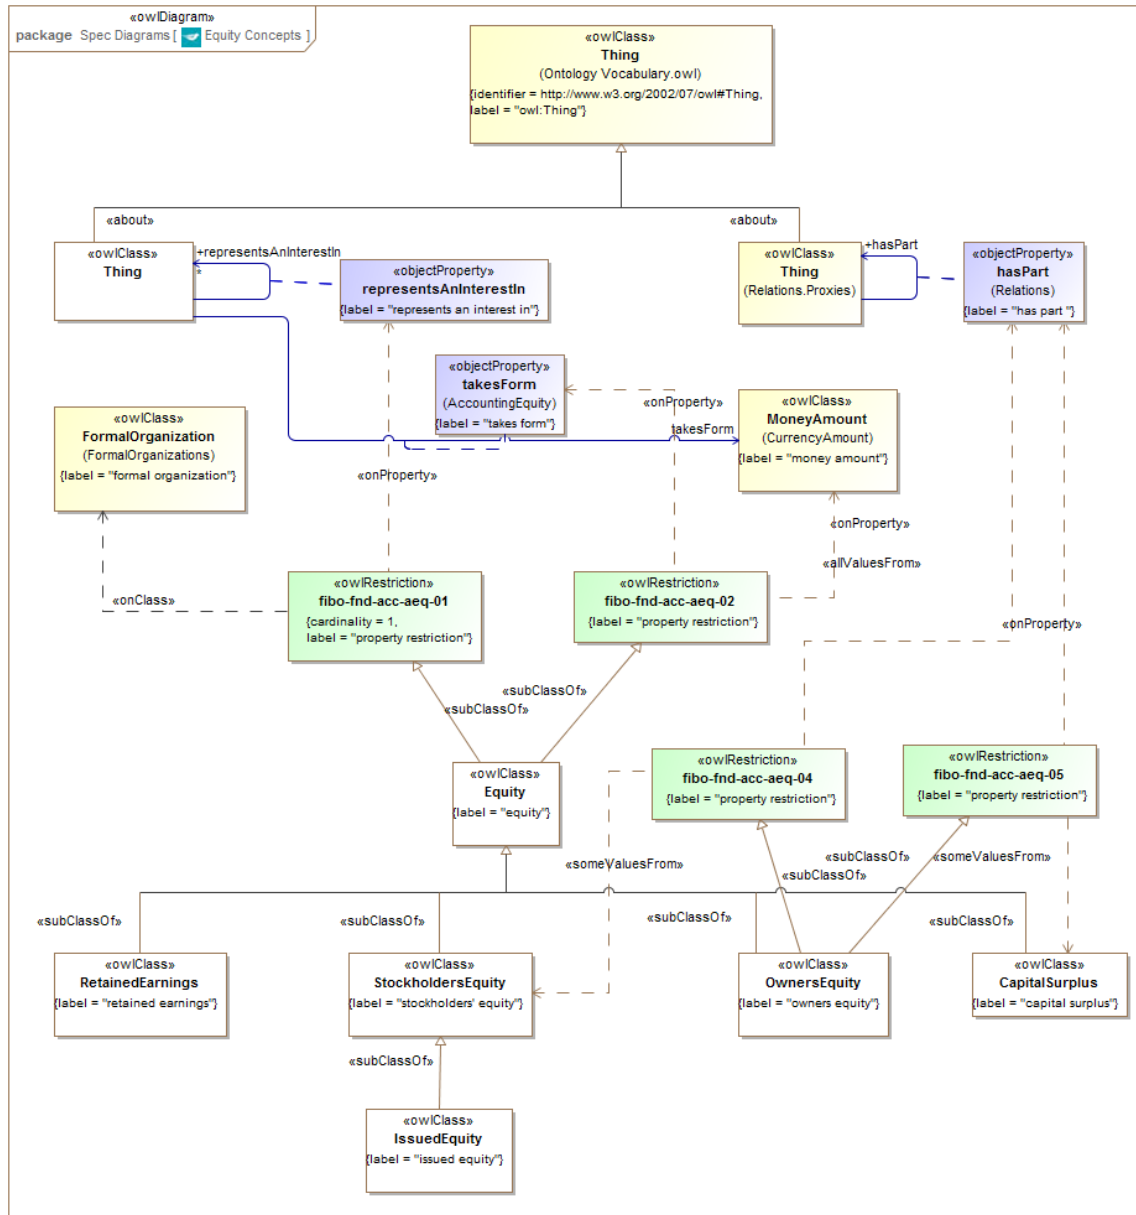 «owlDiagram»
package Spec Diagrams [ Equity Concepts ]
«owlClass»
Thing
(Ontology Vocabulary.owl)
{identifier = http://www.w3.org/2002/07/owl#Thing,
label = "owl:Thing"}
«about»
«about»
«owlClass»
Thing
+representsAnInterestIn
*
«objectProperty»
representsAnInterestIn
{label = "represents an interest in"}
«owlClass»
Thing
(Relations.Proxies)
+hasPart
«objectProperty»
hasPart
(Relations)
{label = "has part "}
«objectProperty»
takesForm
(AccountingEquity)
{label = "takes form"}
«onProperty»
takesForm
«owlClass»
MoneyAmount
(CurrencyAmount)
{label = "money amount"}
«owlClass»
FormalOrganization
(FormalOrganizations)
{label = "formal organization"}
«onProperty»
«onProperty»
«allValuesFrom»
«onClass»
«owlRestriction»
fibo-fnd-acc-aeq-01
{cardinality = 1,
label = "property restriction"}
«owlRestriction»
fibo-fnd-acc-aeq-02
{label = "property restriction"}
«onProperty»
«subClassOf»
«subClassOf»
«owlClass»
Equity
{label = "equity"}
«owlRestriction»
fibo-fnd-acc-aeq-04
{label = "property restriction"}
«owlRestriction»
fibo-fnd-acc-aeq-05
{label = "property restriction"}
«someValuesFrom»
«subClassOf»
«subClassOf»
«someValuesFrom»
«subClassOf»
«subClassOf»
«subClassOf»
«subClassOf»
«owlClass»
RetainedEarnings
{label = "retained earnings"}
«owlClass»
StockholdersEquity
{label = "stockholders' equity"}
«owlClass»
OwnersEquity
{label = "owners equity"}
«owlClass»
CapitalSurplus
{label = "capital surplus"}
«subClassOf»
«owlClass»
IssuedEquity
{label = "issued equity"}